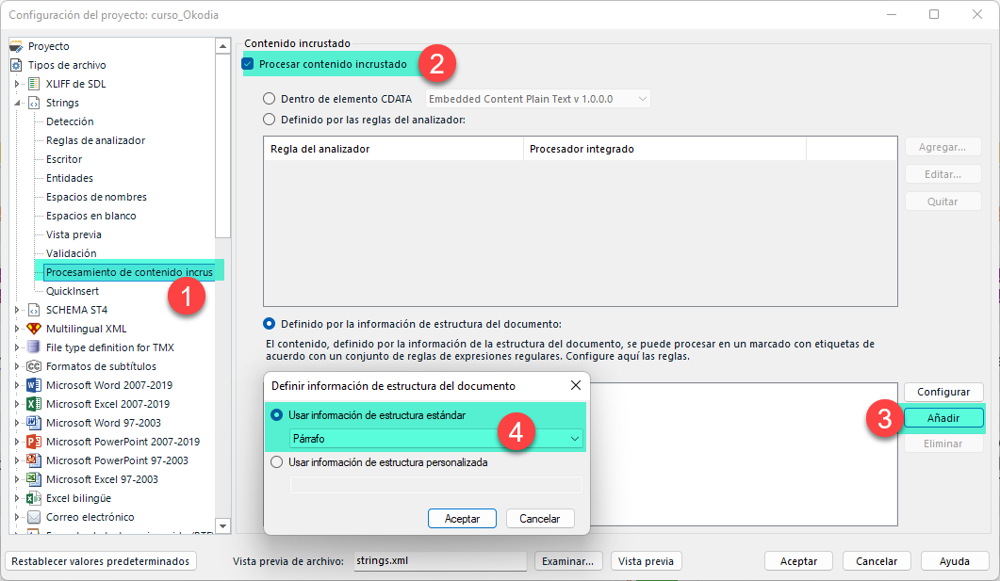 Configuración del proyecto: curso_Okodia
Proyecto
Tipos de archivo
XLIFF de SDL
Strings
Detección
Reglas de analizador
Escritor
Entidades
Espacios de nombres
Espacios en blanco
Vista previa
Validación
Procesamiento de contenido incrus
1
QuickInsert
SCHEMA ST4
Multilingual XML
File type definition for TMX
Formatos de subtítulos
Microsoft Word 2007-2019
Microsoft Excel 2007-2019
Microsoft Word 97-2003
Microsoft PowerPoint 2007-2019
Microsoft PowerPoint 97-2003
Microsoft Excel 97-2003
Excel bilingüe
Correo electrónico
Contenido incrustado
Procesar contenido incrustado
2
Dentro de elemento CDATA
Embedded Content Plain Text v 1.0.0.0
Definido por las reglas del analizador:
Regla del analizador
Procesador integrado
Agregar...
Editar...
Quitar
Definido por la información de estructura del documento:
El contenido, definido por la información de la estructura del documento, se puede procesar en un marcado con etiquetas de
acuerdo con un conjunto de reglas de expresiones regulares. Configure aquí las reglas.
Configurar
3
Añadir
Eliminar
Definir información de estructura del documento
Usar información de estructura estándar
Párrafo
4
Usar información de estructura personalizada
Aceptar
Cancelar
Restablecer valores predeterminados
Vista previa de archivo:
strings.xml
Examinar...
Vista previa
Aceptar
Cancelar
Ayuda